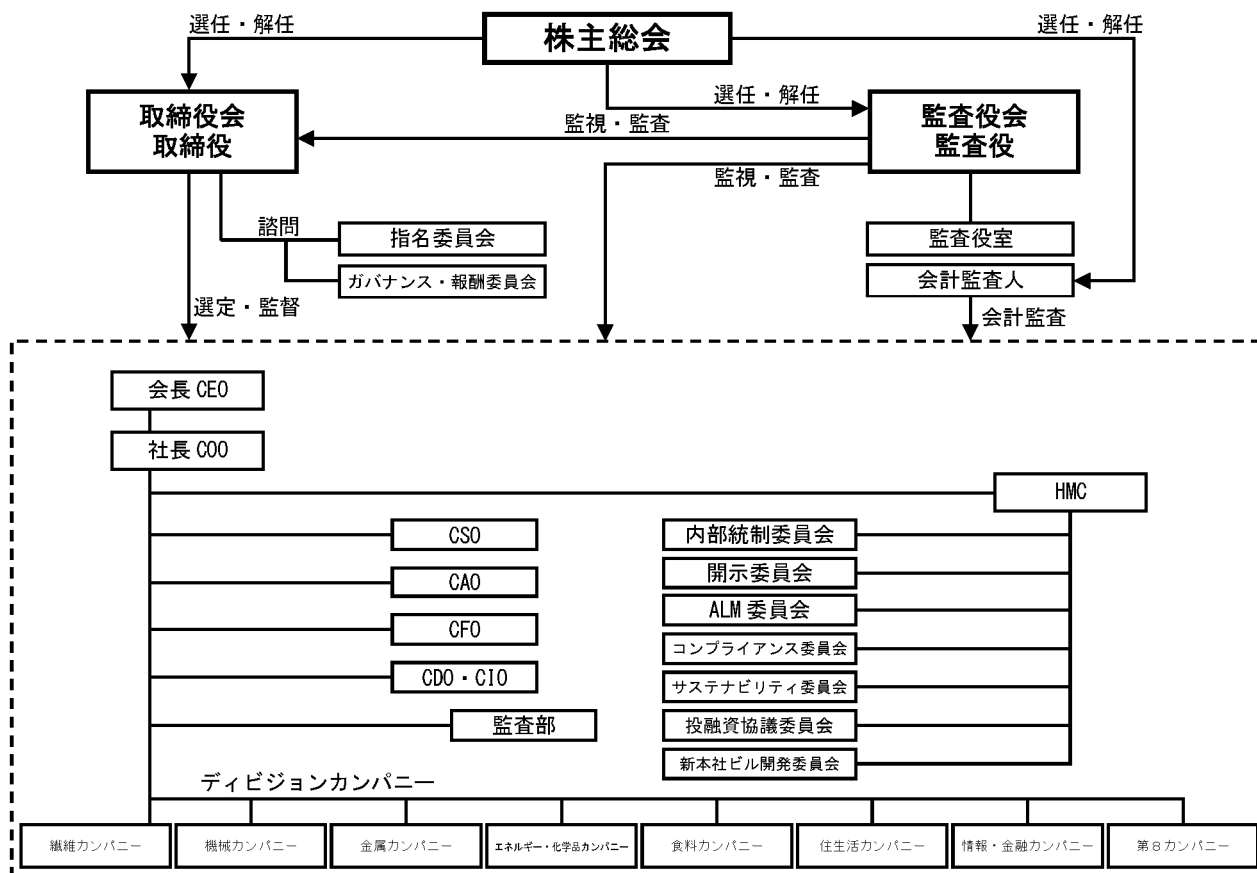 選任・解任
株主総会
選任・解任
選任・解任
取締役会
取締役
監視・監査
監査役会
監査役
監視・監査
諮問
指名委員会
監査役室
ガバナンス・報酬委員会
会計監査人
選定・監督
会計監査
会長 CEO
社長 COO
HMC
CSO
内部統制委員会
開示委員会
CAO
ALM 委員会
CFO
コンプライアンス委員会
CDO・CIO
サステナビリティ委員会
監査部
投融資協議委員会
新本社ビル開発委員会
ディビジョンカンパニー
繊維カンパニー
機械カンパニー
金属カンパニー
エネルギー・化学品カンパニー
食料カンパニー
住生活カンパニー
情報・金融カンパニー
第8カンパニー